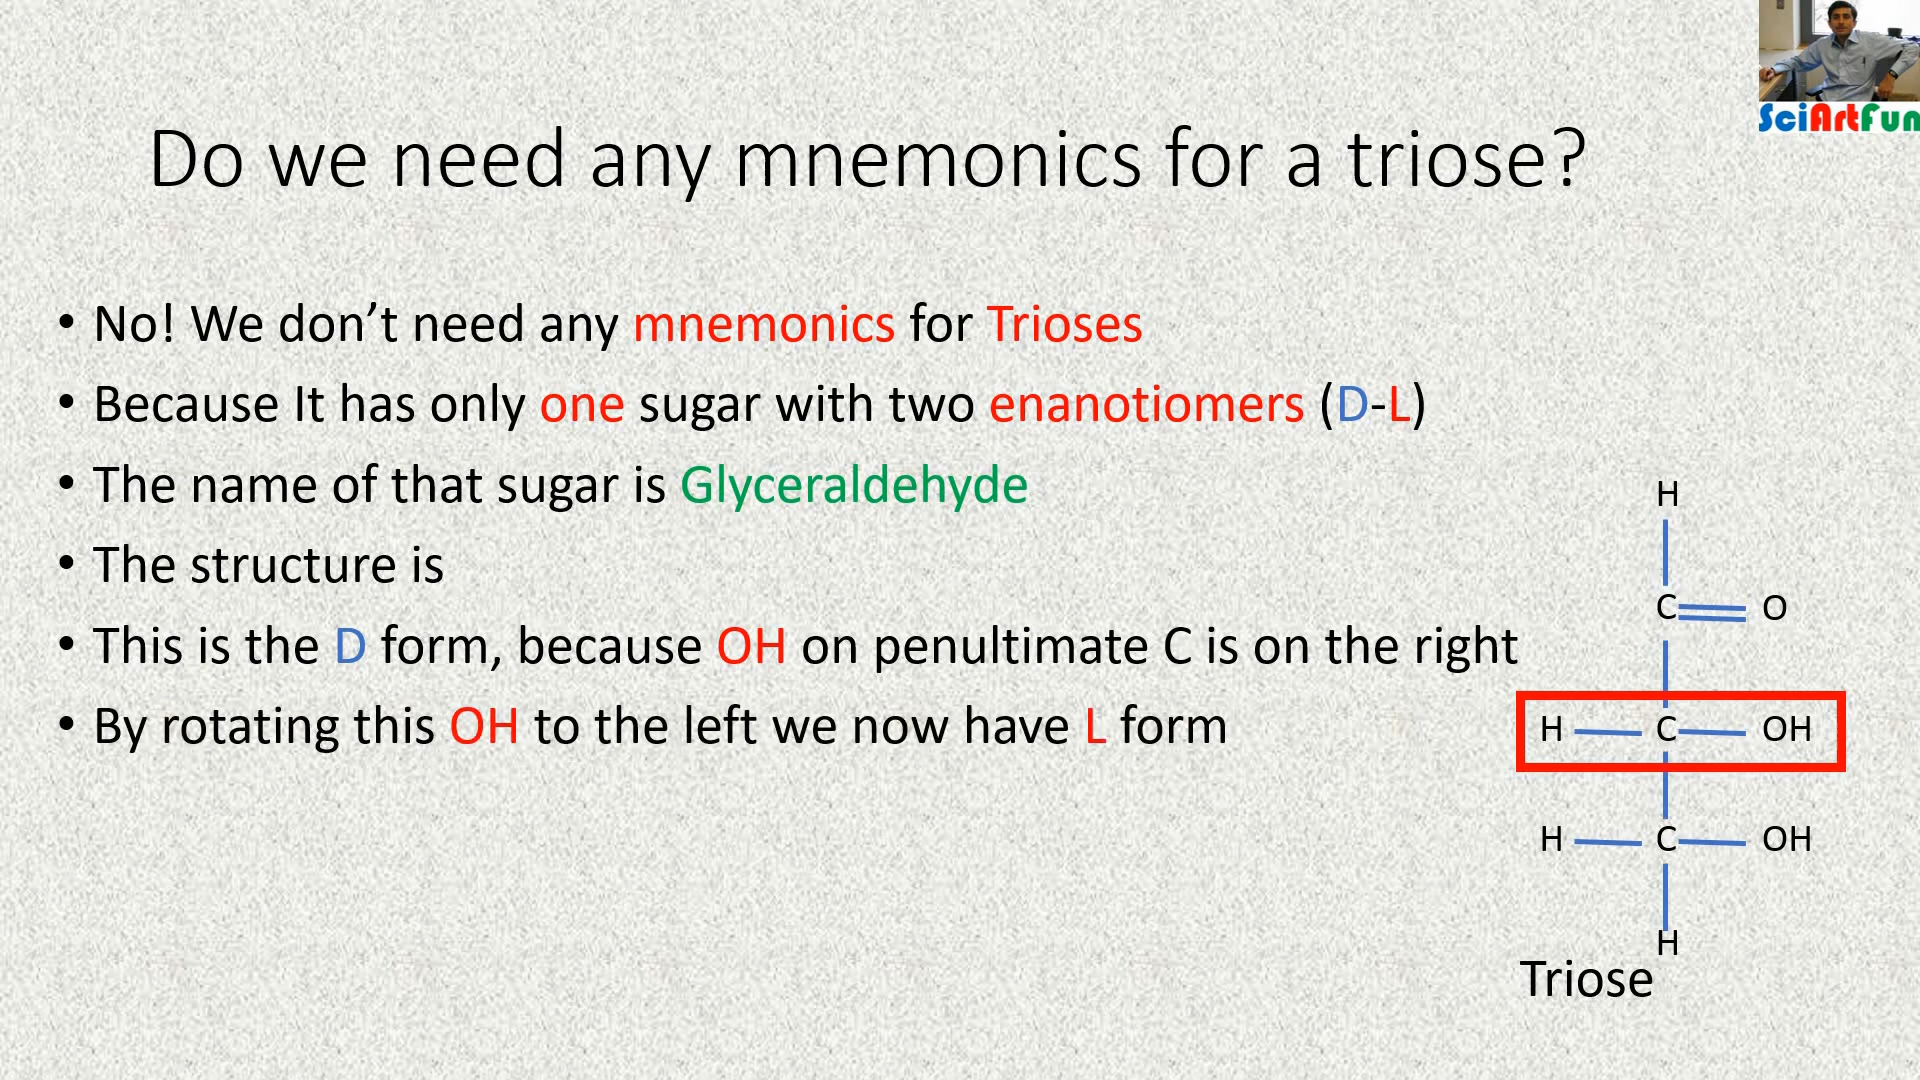 SciArtFun
Do we need any mnemonics for a triose?
• No! We don’t need any mnemonics for Trioses
• Because It has only one sugar with two enanotiomers (D-L)
• The name of that sugar is Glyceraldehyde
• The structure is
• This is the D form, because OH on penultimate C is on the right
• By rotating this OH to the left we now have L form
H
C O
H C OH
H C OH
H
Triose